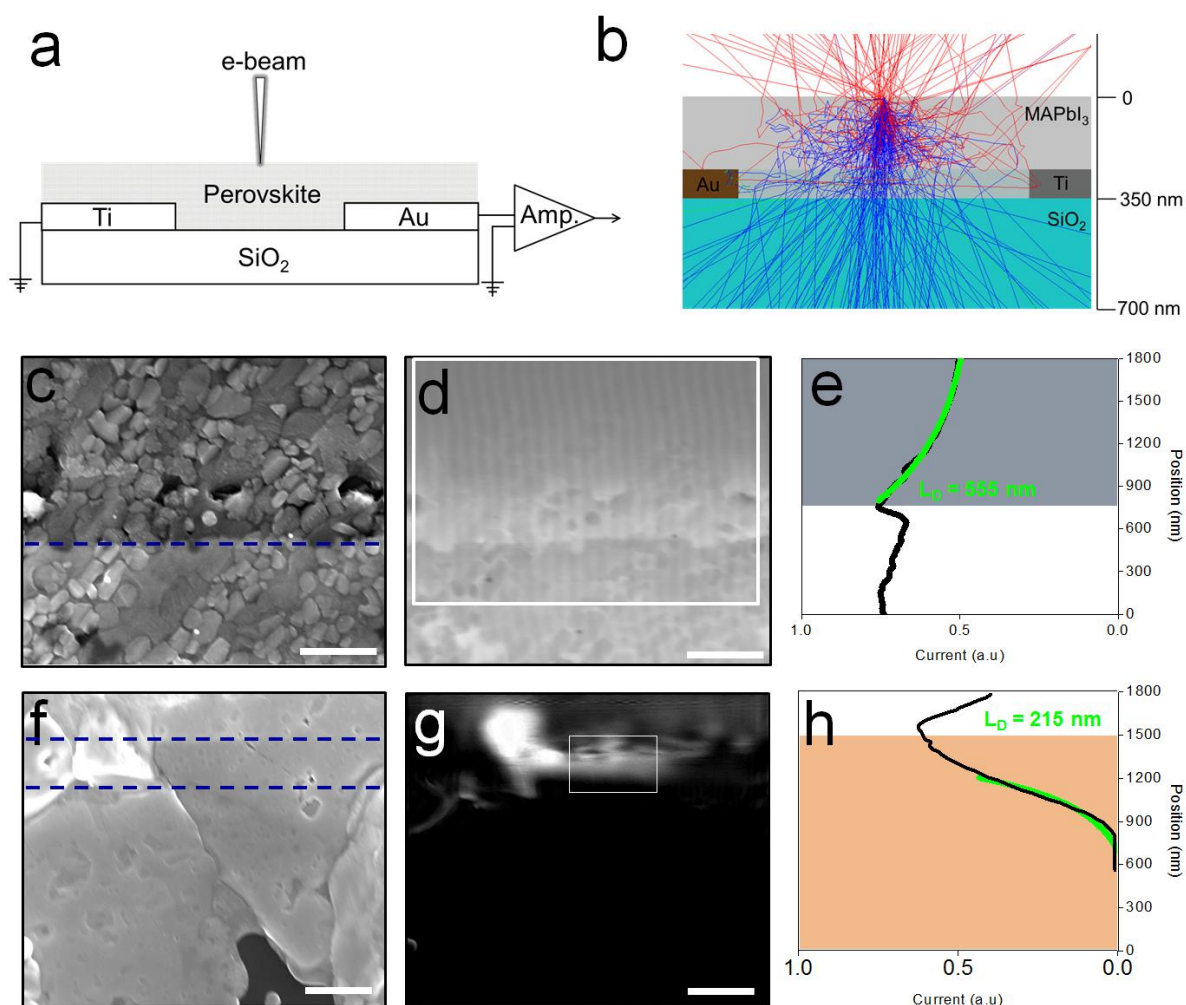 a
e-beam
Perovskite
Ti
Au
Amp.
SiO₂
b
0
MAPbI₃
Au
Ti
350 nm
SiO₂
700 nm
c
d
e
L_D = 555 nm
1800
1500
1200
900
600
300
0
Position (nm)
1.0
0.5
0.0
Current (a.u)
f
g
h
L_D = 215 nm
1800
1500
1200
900
600
300
0
Position (nm)
1.0
0.5
0.0
Current (a.u)